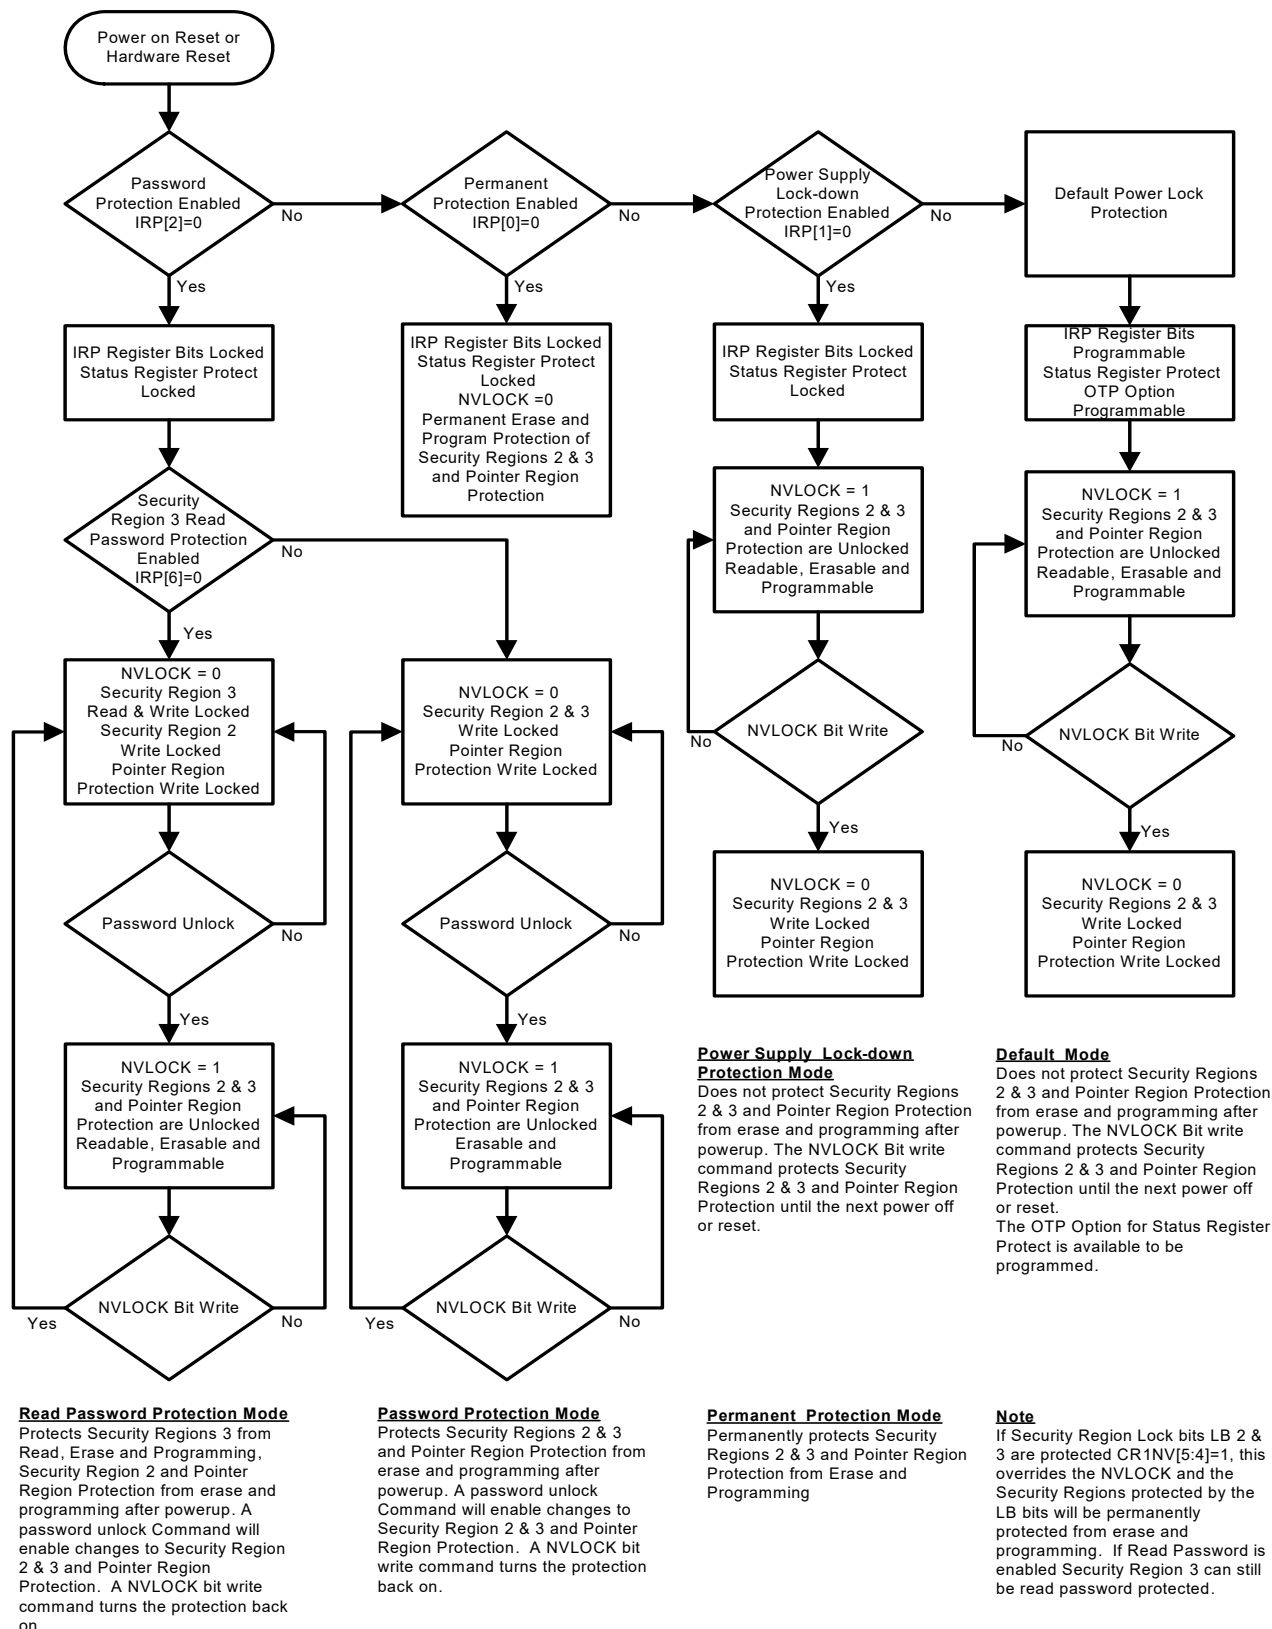 Power on Reset or
Hardware Reset
Password
Protection Enabled
IRP[2]=0
No
Yes
Permanent
Protection Enabled
IRP[0]=0
No
Yes
Power Supply
Lock-down
Protection Enabled
IRP[1]=0
No
Yes
Default Power Lock
Protection
IRP Register Bits Locked
Status Register Protect
Locked
IRP Register Bits Locked
Status Register Protect
Locked
NVLOCK =0
Permanent Erase and
Program Protection of
Security Regions 2 & 3
and Pointer Region
Protection
IRP Register Bits Locked
Status Register Protect
Locked
IRP Register Bits
Programmable
Status Register Protect
OTP Option
Programmable
Security
Region 3 Read
Password Protection
Enabled
IRP[6]=0
No
Yes
NVLOCK = 1
Security Regions 2 & 3
and Pointer Region
Protection are Unlocked
Readable, Erasable and
Programmable
NVLOCK = 1
Security Regions 2 & 3
and Pointer Region
Protection are Unlocked
Readable, Erasable and
Programmable
NVLOCK = 0
Security Region 3
Read & Write Locked
Security Region 2
Write Locked
Pointer Region
Protection Write Locked
NVLOCK = 0
Security Region 2 & 3
Write Locked
Pointer Region
Protection Write Locked
NVLOCK Bit Write
No
Yes
NVLOCK Bit Write
No
Yes
Password Unlock
No
Yes
Password Unlock
No
Yes
NVLOCK = 0
Security Regions 2 & 3
Write Locked
Pointer Region
Protection Write Locked
NVLOCK = 0
Security Regions 2 & 3
Write Locked
Pointer Region
Protection Write Locked
NVLOCK = 1
Security Regions 2 & 3
and Pointer Region
Protection are Unlocked
Readable, Erasable and
Programmable
NVLOCK = 1
Security Regions 2 & 3
and Pointer Region
Protection are Unlocked
Erasable and
Programmable
NVLOCK Bit Write
Yes
No
NVLOCK Bit Write
Yes
No
Power Supply Lock-down
Protection Mode
Does not protect Security Regions
2 & 3 and Pointer Region Protection
from erase and programming after
powerup. The NVLOCK Bit write
command protects Security
Regions 2 & 3 and Pointer Region
Protection until the next power off
or reset.
Default Mode
Does not protect Security Regions
2 & 3 and Pointer Region Protection
from erase and programming after
powerup. The NVLOCK Bit write
command protects Security
Regions 2 & 3 and Pointer Region
Protection until the next power off
or reset.
The OTP Option for Status Register
Protect is available to be
programmed.
Read Password Protection Mode
Protects Security Regions 3 from
Read, Erase and Programming,
Security Region 2 and Pointer
Region Protection from erase and
programming after powerup. A
password unlock Command will
enable changes to Security Region
2 & 3 and Pointer Region
Protection. A NVLOCK bit write
command turns the protection back
on.
Password Protection Mode
Protects Security Regions 2 & 3
and Pointer Region Protection from
erase and programming after
powerup. A password unlock
Command will enable changes to
Security Region 2 & 3 and Pointer
Region Protection. A NVLOCK bit
write command turns the protection
back on.
Permanent Protection Mode
Permanently protects Security
Regions 2 & 3 and Pointer Region
Protection from Erase and
Programming
Note
If Security Region Lock bits LB 2 &
3 are protected CR1NV[5:4]=1, this
overrides the NVLOCK and the
Security Regions protected by the
LB bits will be permanently
protected from erase and
programming. If Read Password is
enabled Security Region 3 can still
be read password protected.